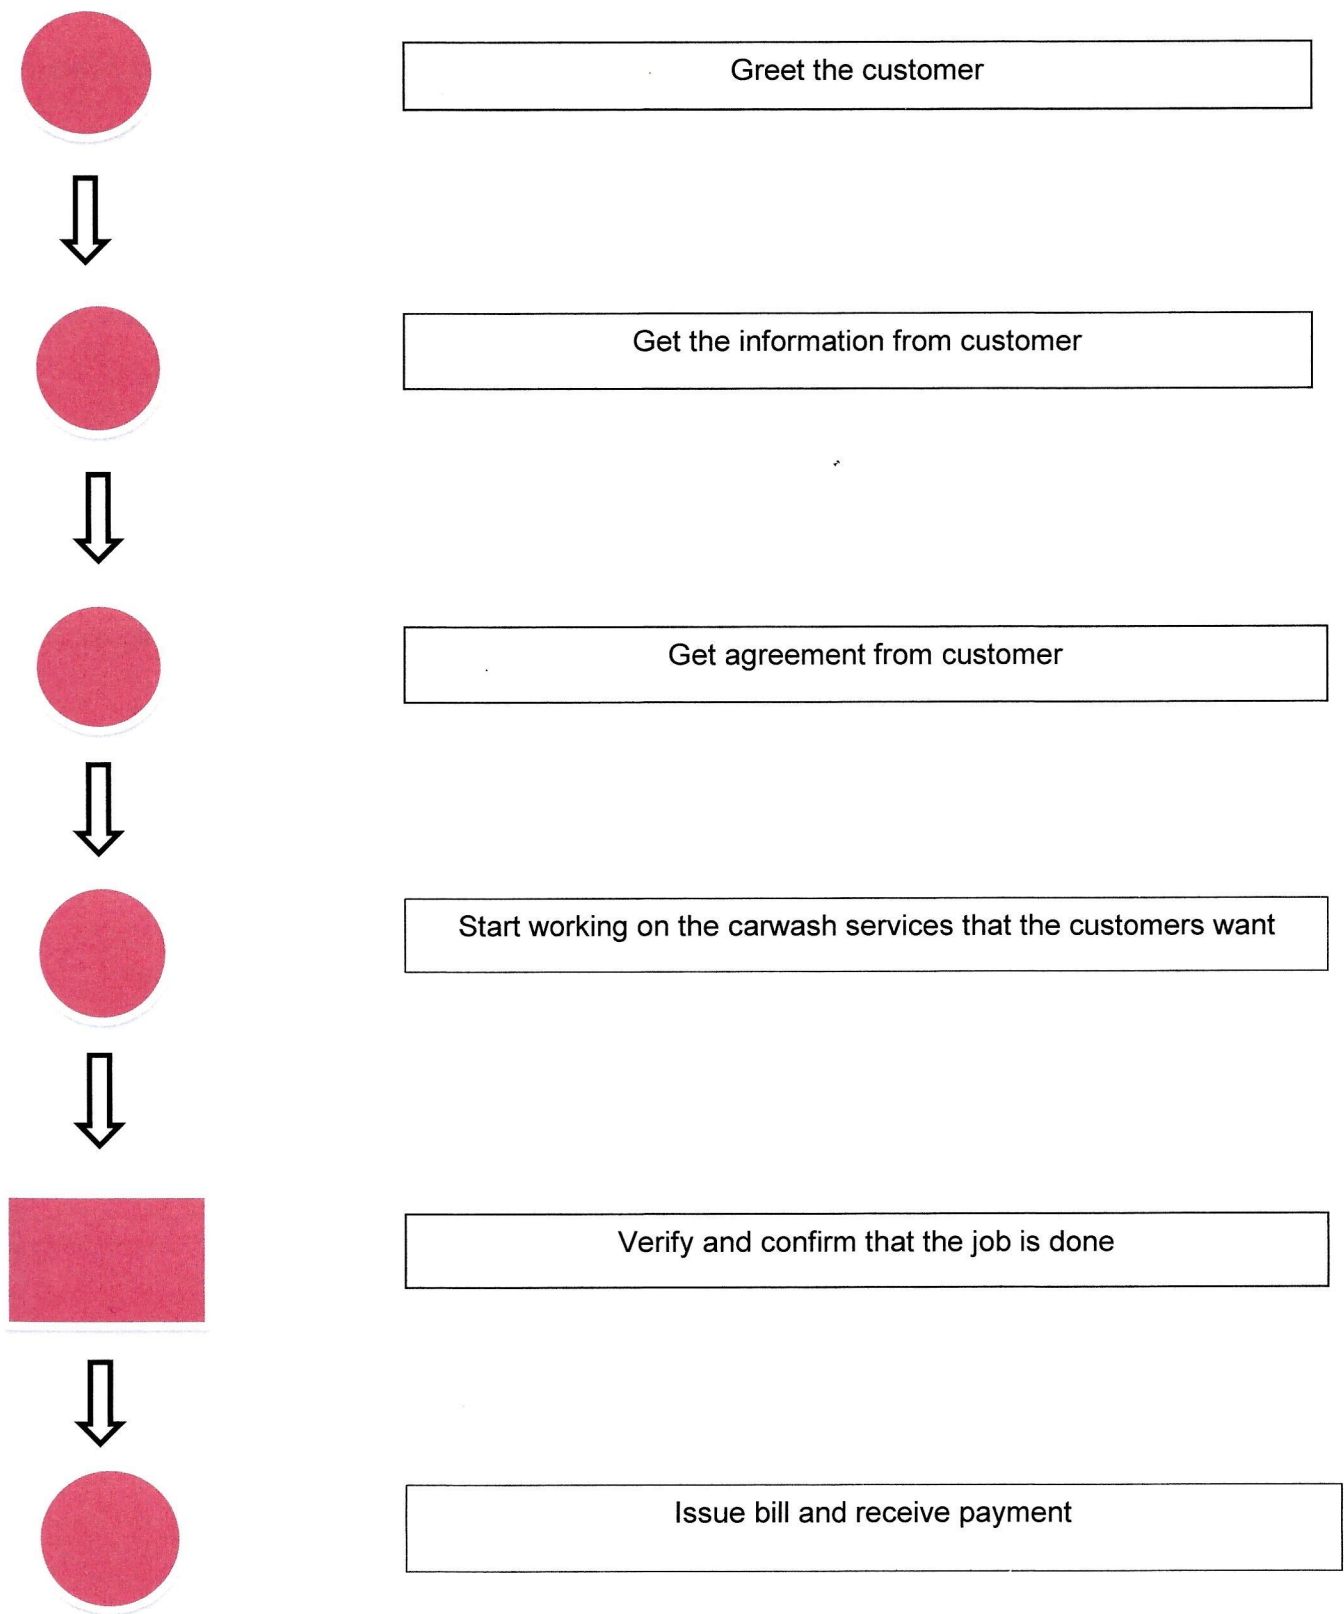 Greet the customer
Get the information from customer
Get agreement from customer
Start working on the carwash services that the customers want
Verify and confirm that the job is done
Issue bill and receive payment